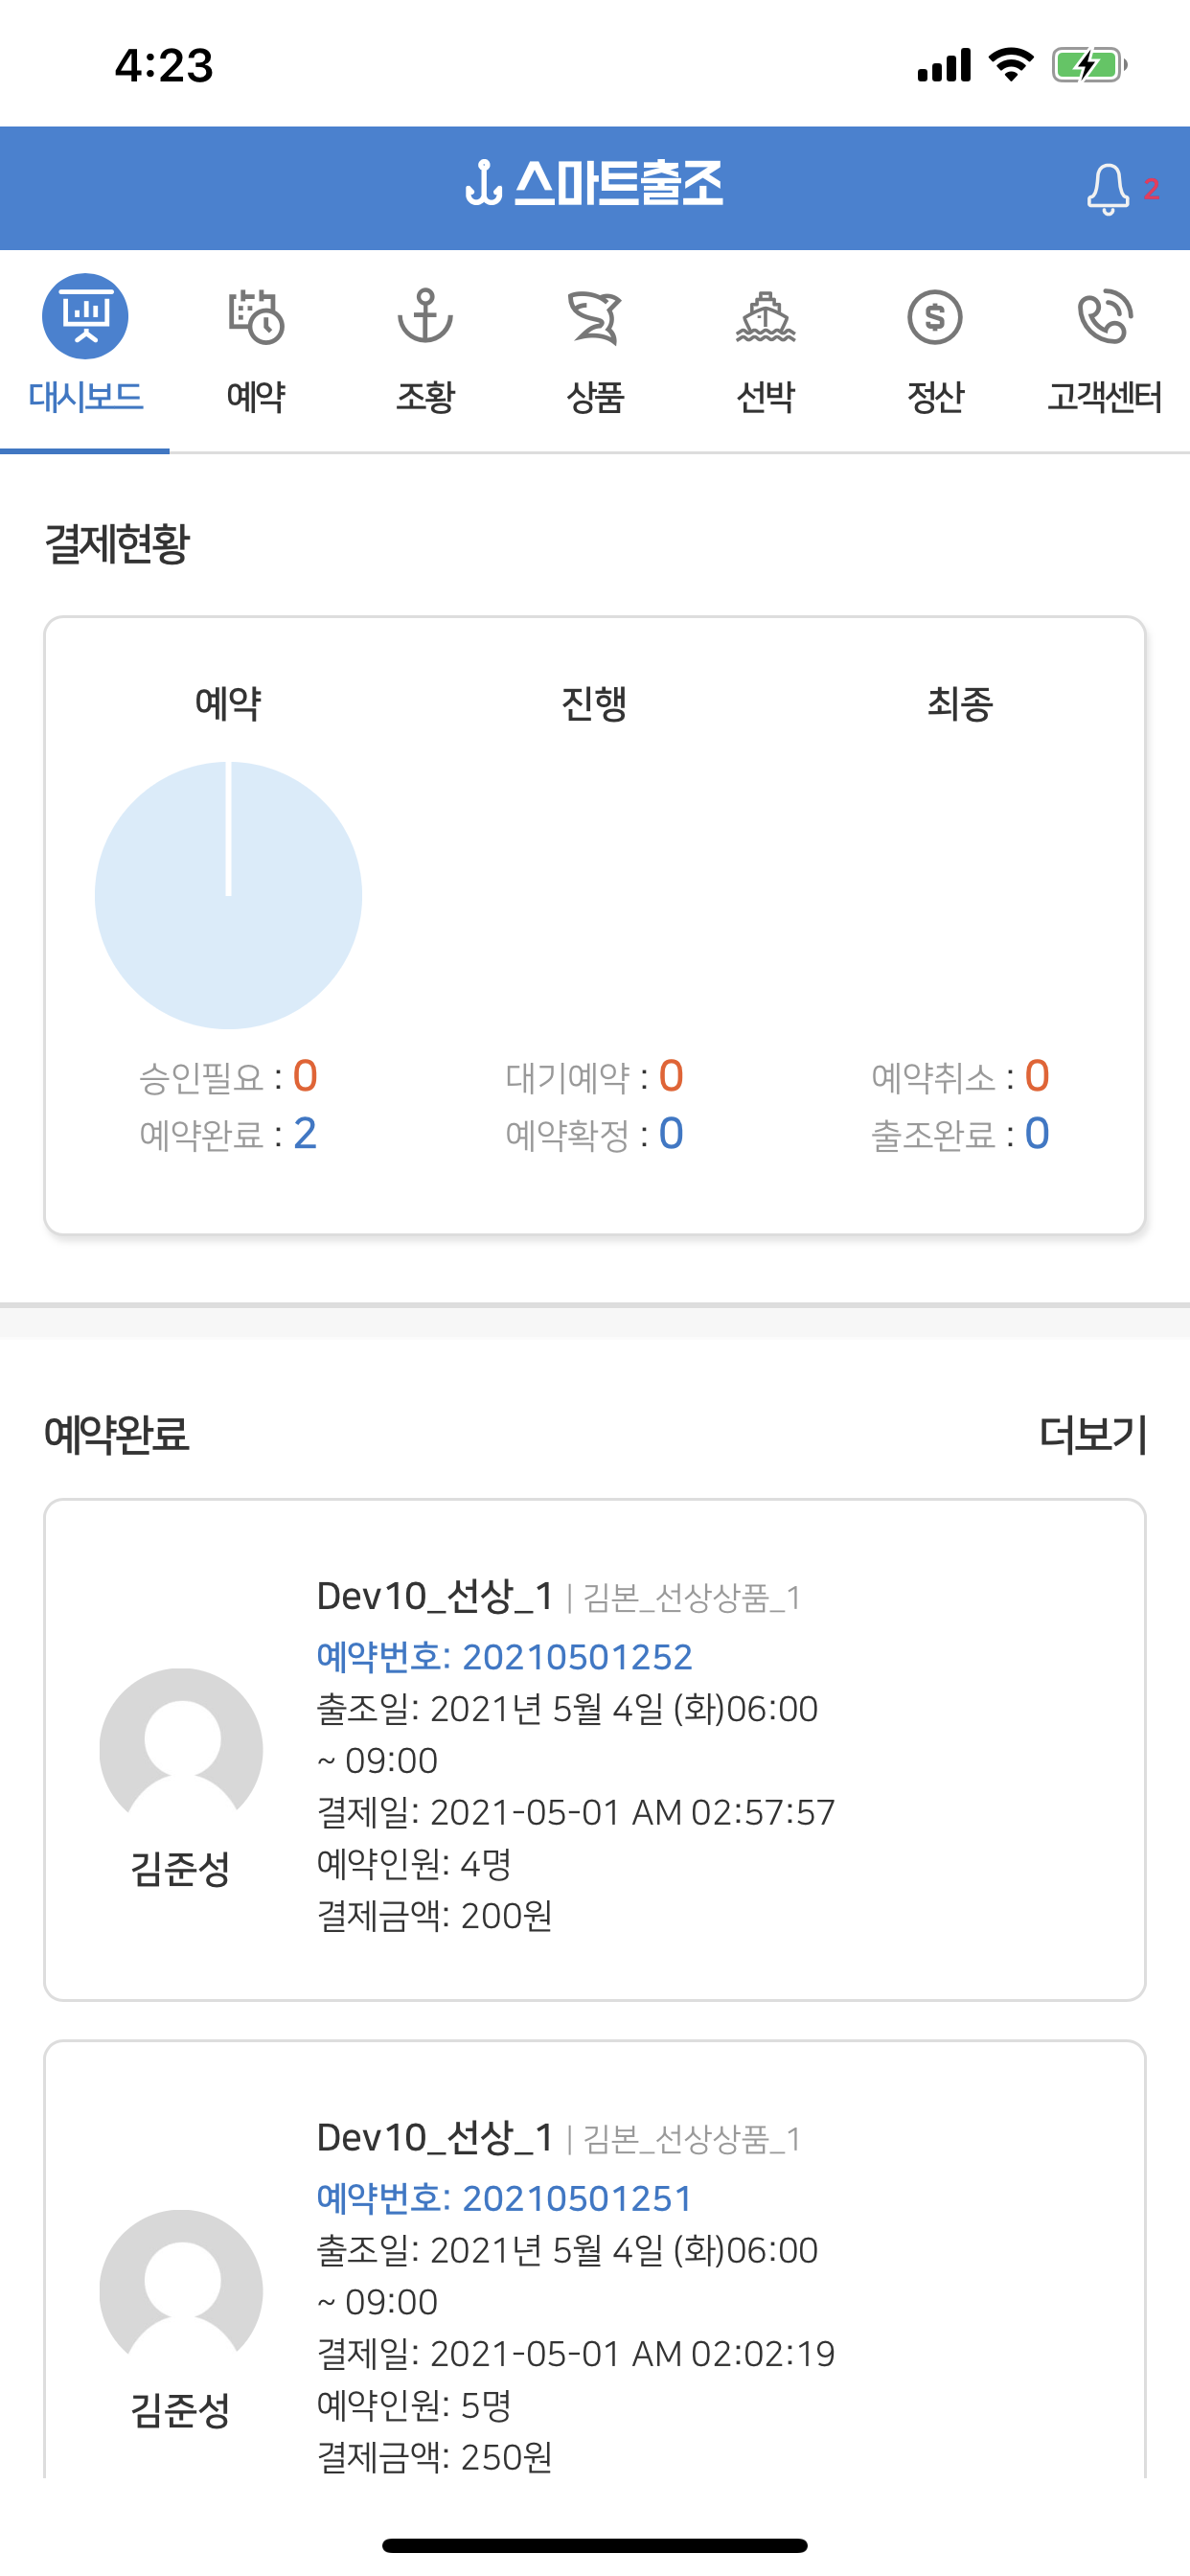 4:23
스마트출조
2
대시보드 예약 조황 상품 선박 정산 고객센터
결제현황
예약 진행 최종
승인필요 : 0 대기예약 : 0 예약취소 : 0
예약완료 : 2 예약확정 : 0 출조완료 : 0
예약완료 더보기
Dev10_선상_1 | 김본_선상상품_1
예약번호: 20210501252
출조일: 2021년 5월 4일 (화)06:00
~ 09:00
결제일: 2021-05-01 AM 02:57:57
예약인원: 4명
결제금액: 200원
김준성
Dev10_선상_1 | 김본_선상상품_1
예약번호: 20210501251
출조일: 2021년 5월 4일 (화)06:00
~ 09:00
결제일: 2021-05-01 AM 02:02:19
예약인원: 5명
결제금액: 250원
김준성